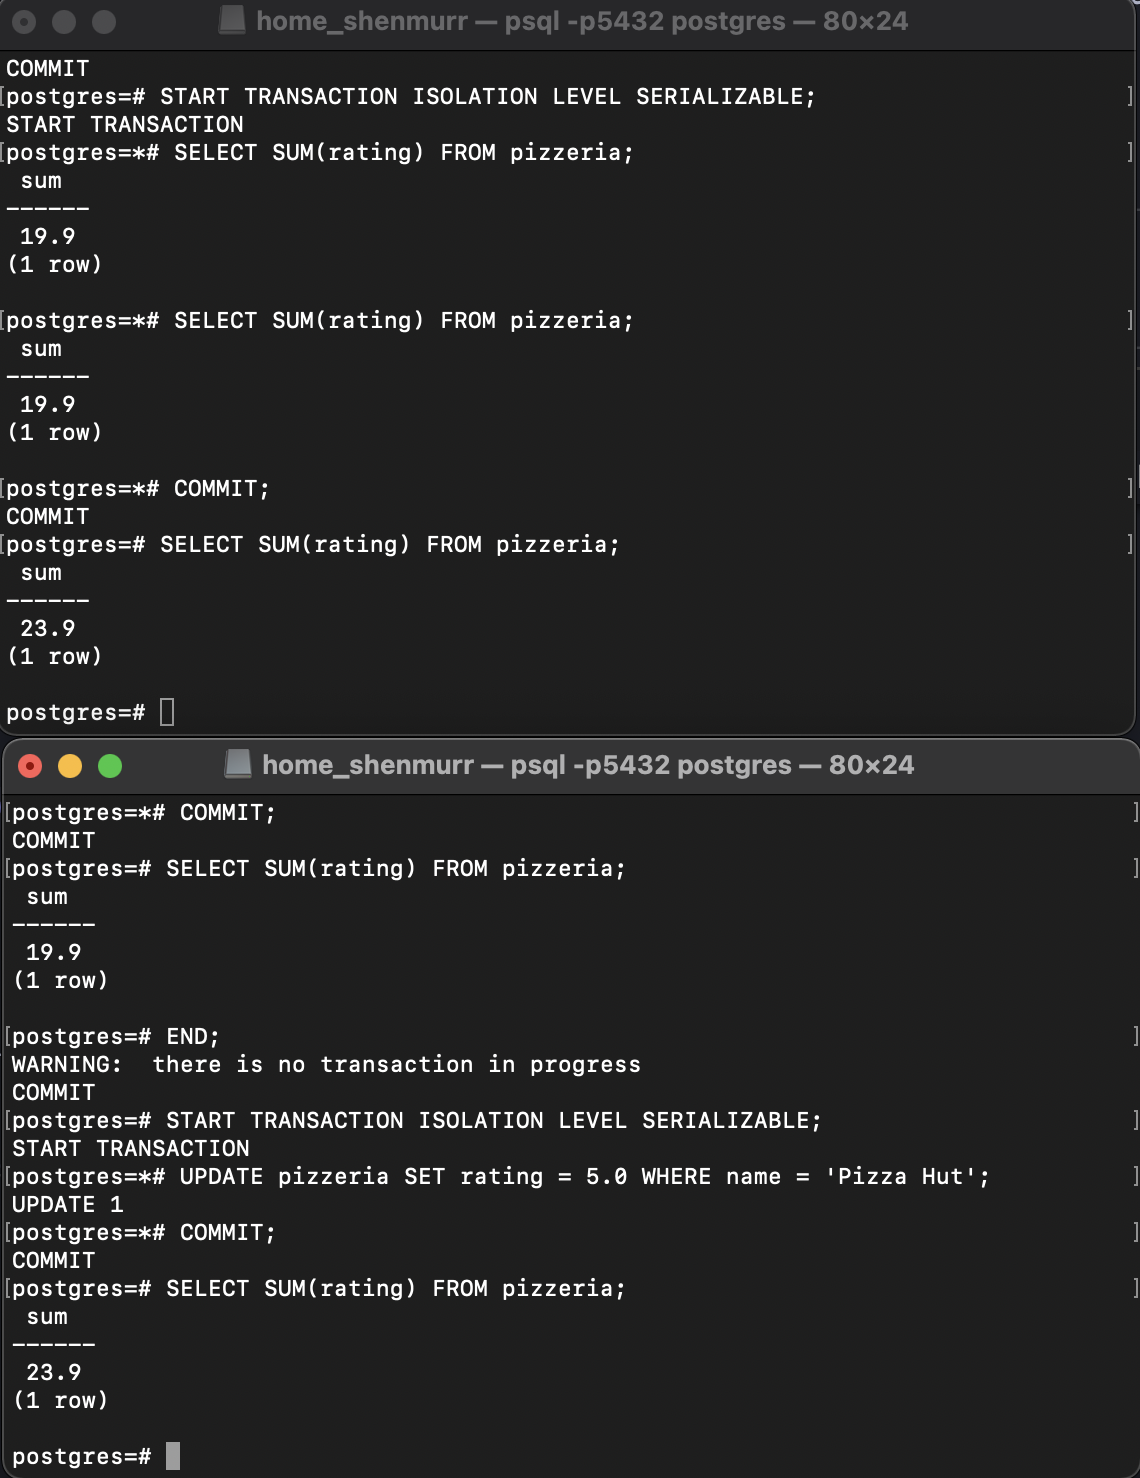 home_shenmurr — psql -p5432 postgres — 80×24
COMMIT
[postgres=# START TRANSACTION ISOLATION LEVEL SERIALIZABLE; ]
START TRANSACTION
[postgres=*# SELECT SUM(rating) FROM pizzeria; ]
sum
------
19.9
(1 row)
[postgres=*# SELECT SUM(rating) FROM pizzeria; ]
sum
------
19.9
(1 row)
[postgres=*# COMMIT; ]
COMMIT
[postgres=# SELECT SUM(rating) FROM pizzeria; ]
sum
------
23.9
(1 row)
postgres=#
home_shenmurr — psql -p5432 postgres — 80×24
[postgres=*# COMMIT; ]
COMMIT
[postgres=# SELECT SUM(rating) FROM pizzeria; ]
sum
------
19.9
(1 row)
[postgres=# END; ]
WARNING:  there is no transaction in progress
COMMIT
[postgres=# START TRANSACTION ISOLATION LEVEL SERIALIZABLE; ]
START TRANSACTION
[postgres=*# UPDATE pizzeria SET rating = 5.0 WHERE name = 'Pizza Hut'; ]
UPDATE 1
[postgres=*# COMMIT; ]
COMMIT
[postgres=# SELECT SUM(rating) FROM pizzeria; ]
sum
------
23.9
(1 row)
postgres=#